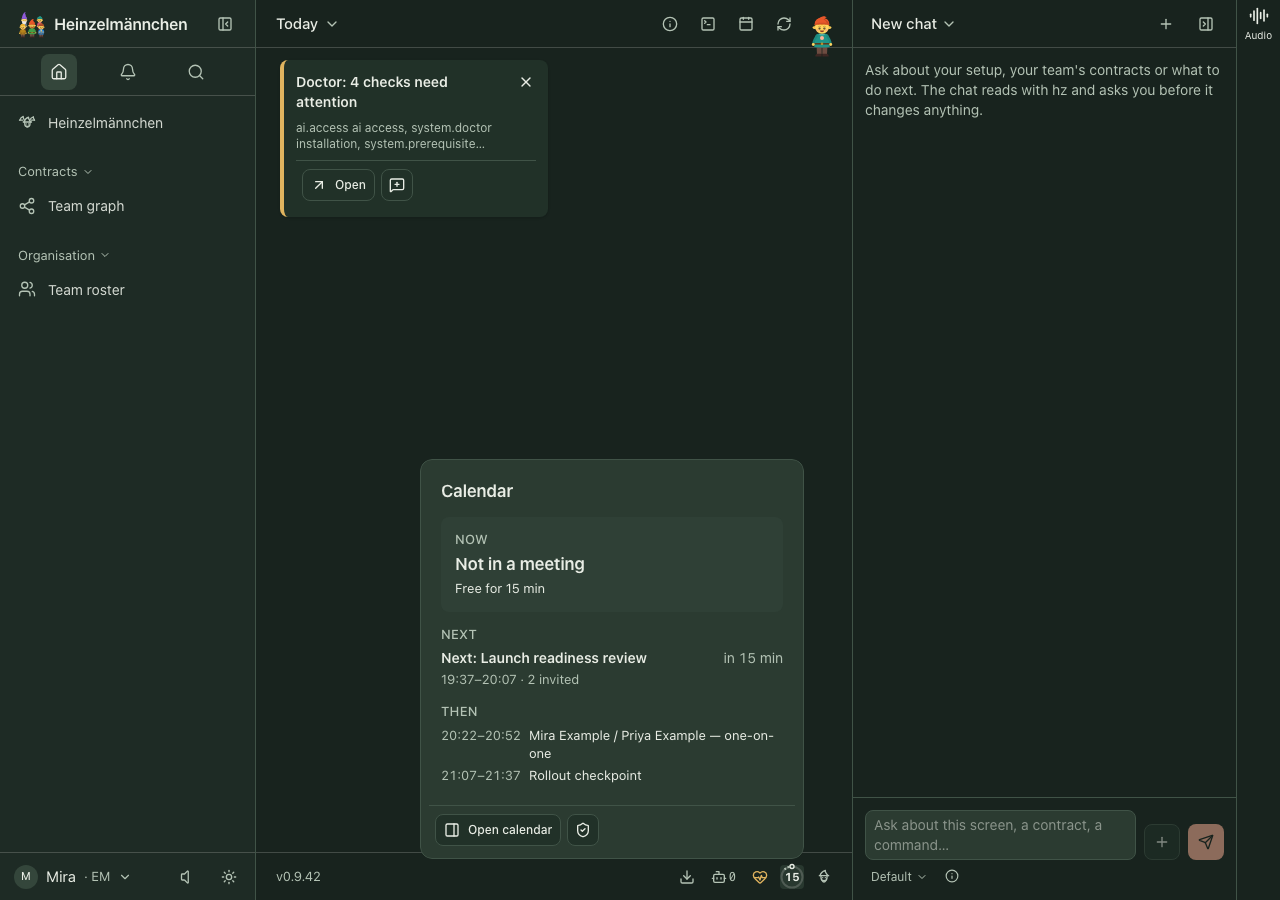 Heinzelmännchen
Heinzelmännchen
Contracts
Team graph
Organisation
Team roster
M
Mira · EM
Today
Doctor: 4 checks need
attention
ai.access ai access, system.doctor
installation, system.prerequisite…
Open
Calendar
NOW
Not in a meeting
Free for 15 min
NEXT
Next: Launch readiness review
in 15 min
19:37–20:07 · 2 invited
THEN
20:22–20:52 Mira Example / Priya Example — one-on-
one
21:07–21:37 Rollout checkpoint
Open calendar
v0.9.42
0
15
New chat
Ask about your setup, your team's contracts or what to
do next. The chat reads with hz and asks you before it
changes anything.
Ask about this screen, a contract, a
command…
Default
Audio